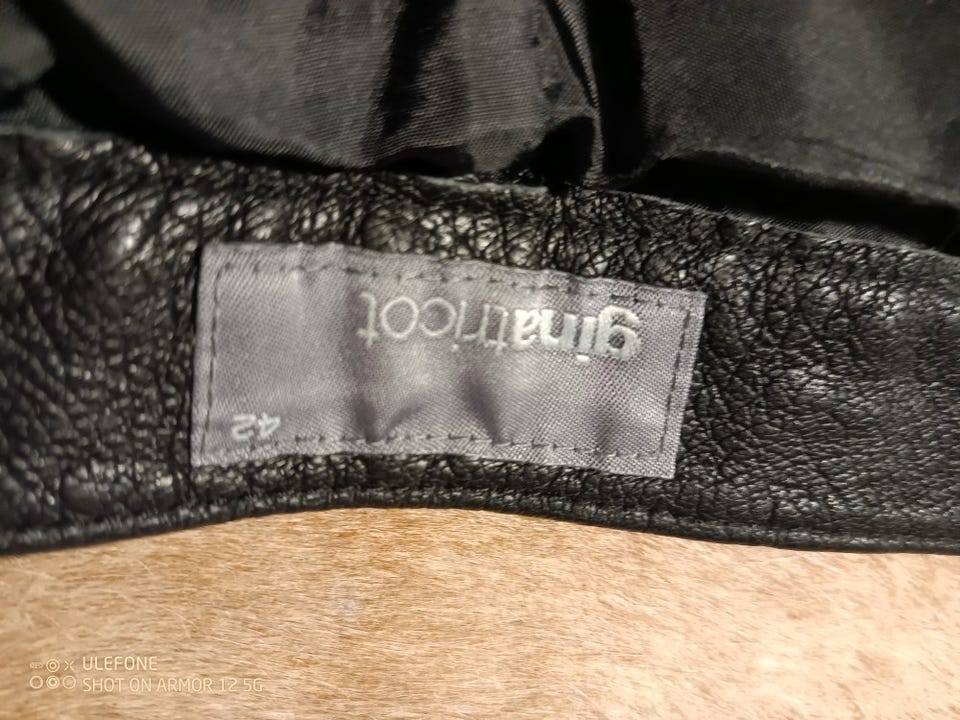 ginatricot
42
ULEFONE
SHOT ON ARMOR 12 5G